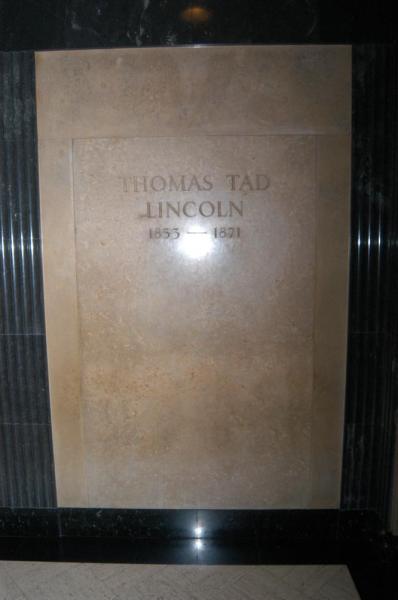 THOMAS TAD
LINCOLN
1853 — 1871